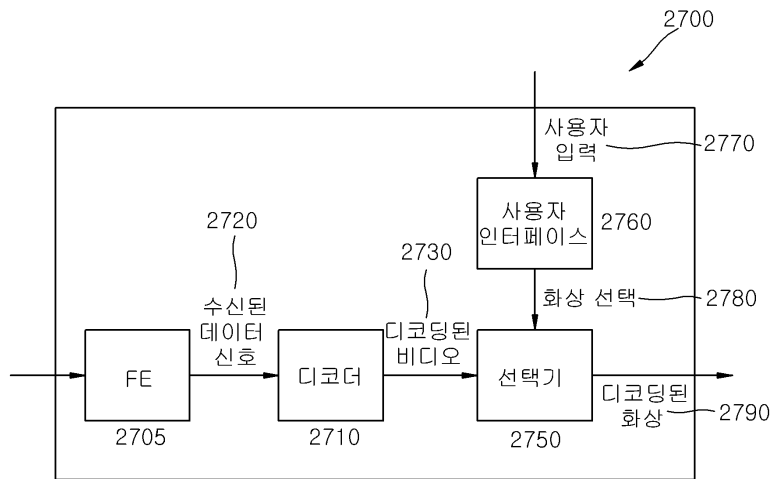 2700
사용자
입력
2770
사용자
인터페이스
2760
2720
2730
화상 선택
2780
수신된
데이터
신호
디코딩된
비디오
FE
디코더
선택기
디코딩된
화상
2790
2705
2710
2750